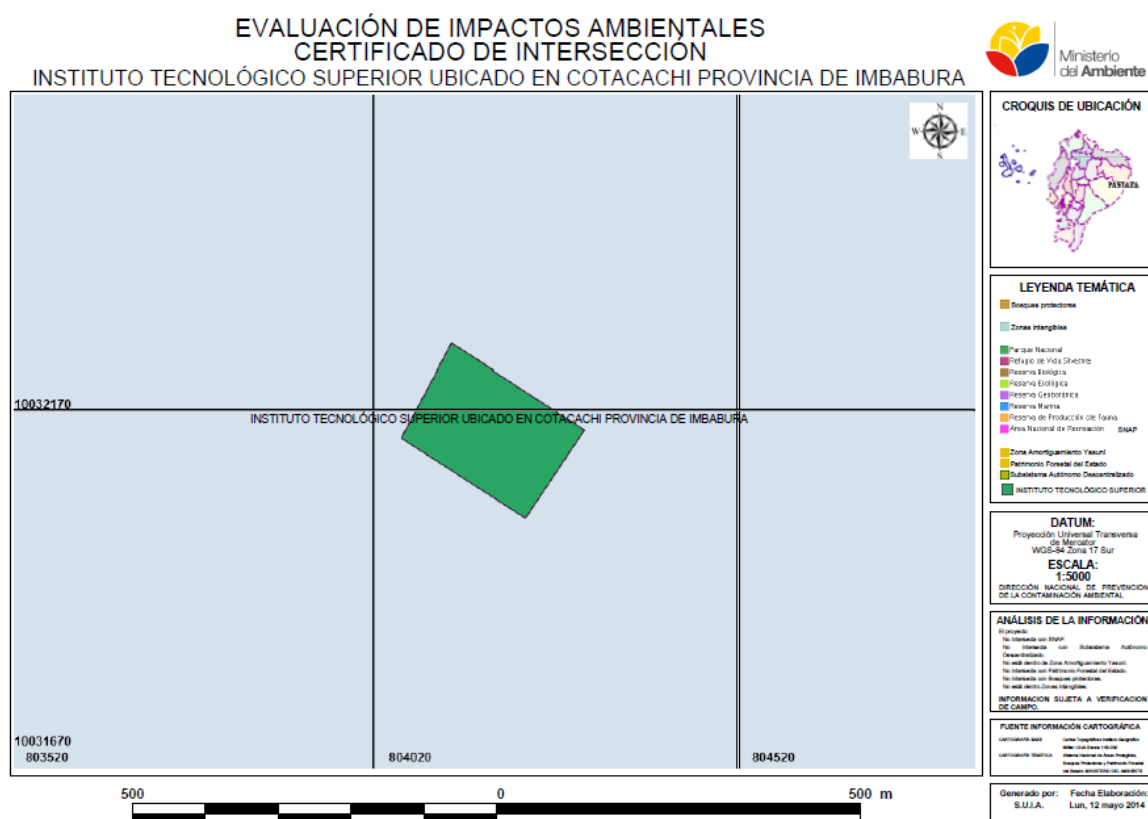 EVALUACIÓN DE IMPACTOS AMBIENTALES
CERTIFICADO DE INTERSECCIÓN
INSTITUTO TECNOLÓGICO SUPERIOR UBICADO EN COTACACHI PROVINCIA DE IMBABURA
Ministerio
del Ambiente
N
W E
S
10032170
INSTITUTO TECNOLÓGICO SUPERIOR UBICADO EN COTACACHI PROVINCIA DE IMBABURA
10031670
803520 804020 804520
500 0 500 m
CROQUIS DE UBICACIÓN
PASTAZA
LEYENDA TEMÁTICA
Bosques protectores
Zonas intangibles
Parque Nacional
Refugio de Vida Silvestre
Reserva Biológica
Reserva Ecológica
Reserva Geobotánica
Reserva Marina
Reserva de Producción de Fauna
Área Nacional de Recreación SNAP
Zona Amortiguamiento Yasuní
Patrimonio Forestal del Estado
Subsistema Autónomo Descentralizado
INSTITUTO TECNOLÓGICO SUPERIOR
DATUM:
Proyección Universal Transversa
de Mercator
WGS-84 Zona 17 Sur
ESCALA:
1:5000
DIRECCIÓN NACIONAL DE PREVENCION
DE LA CONTAMINACIÓN AMBIENTAL
ANÁLISIS DE LA INFORMACIÓN
El proyecto:
No intersecta con SNAP.
No intersecta con Subsistema Autónomo
Descentralizado.
No está dentro de Zona Amortiguamiento Yasuní.
No intersecta con Patrimonio Forestal del Estado.
No intersecta con Bosques protectores.
No está dentro Zonas Intangibles.
INFORMACION SUJETA A VERIFICACION
DE CAMPO.
FUENTE INFORMACIÓN CARTOGRÁFICA
CARTOGRAFÍA BASE
CARTOGRAFÍA TEMÁTICA
Generado por: Fecha Elaboración:
S.U.I.A. Lun, 12 mayo 2014